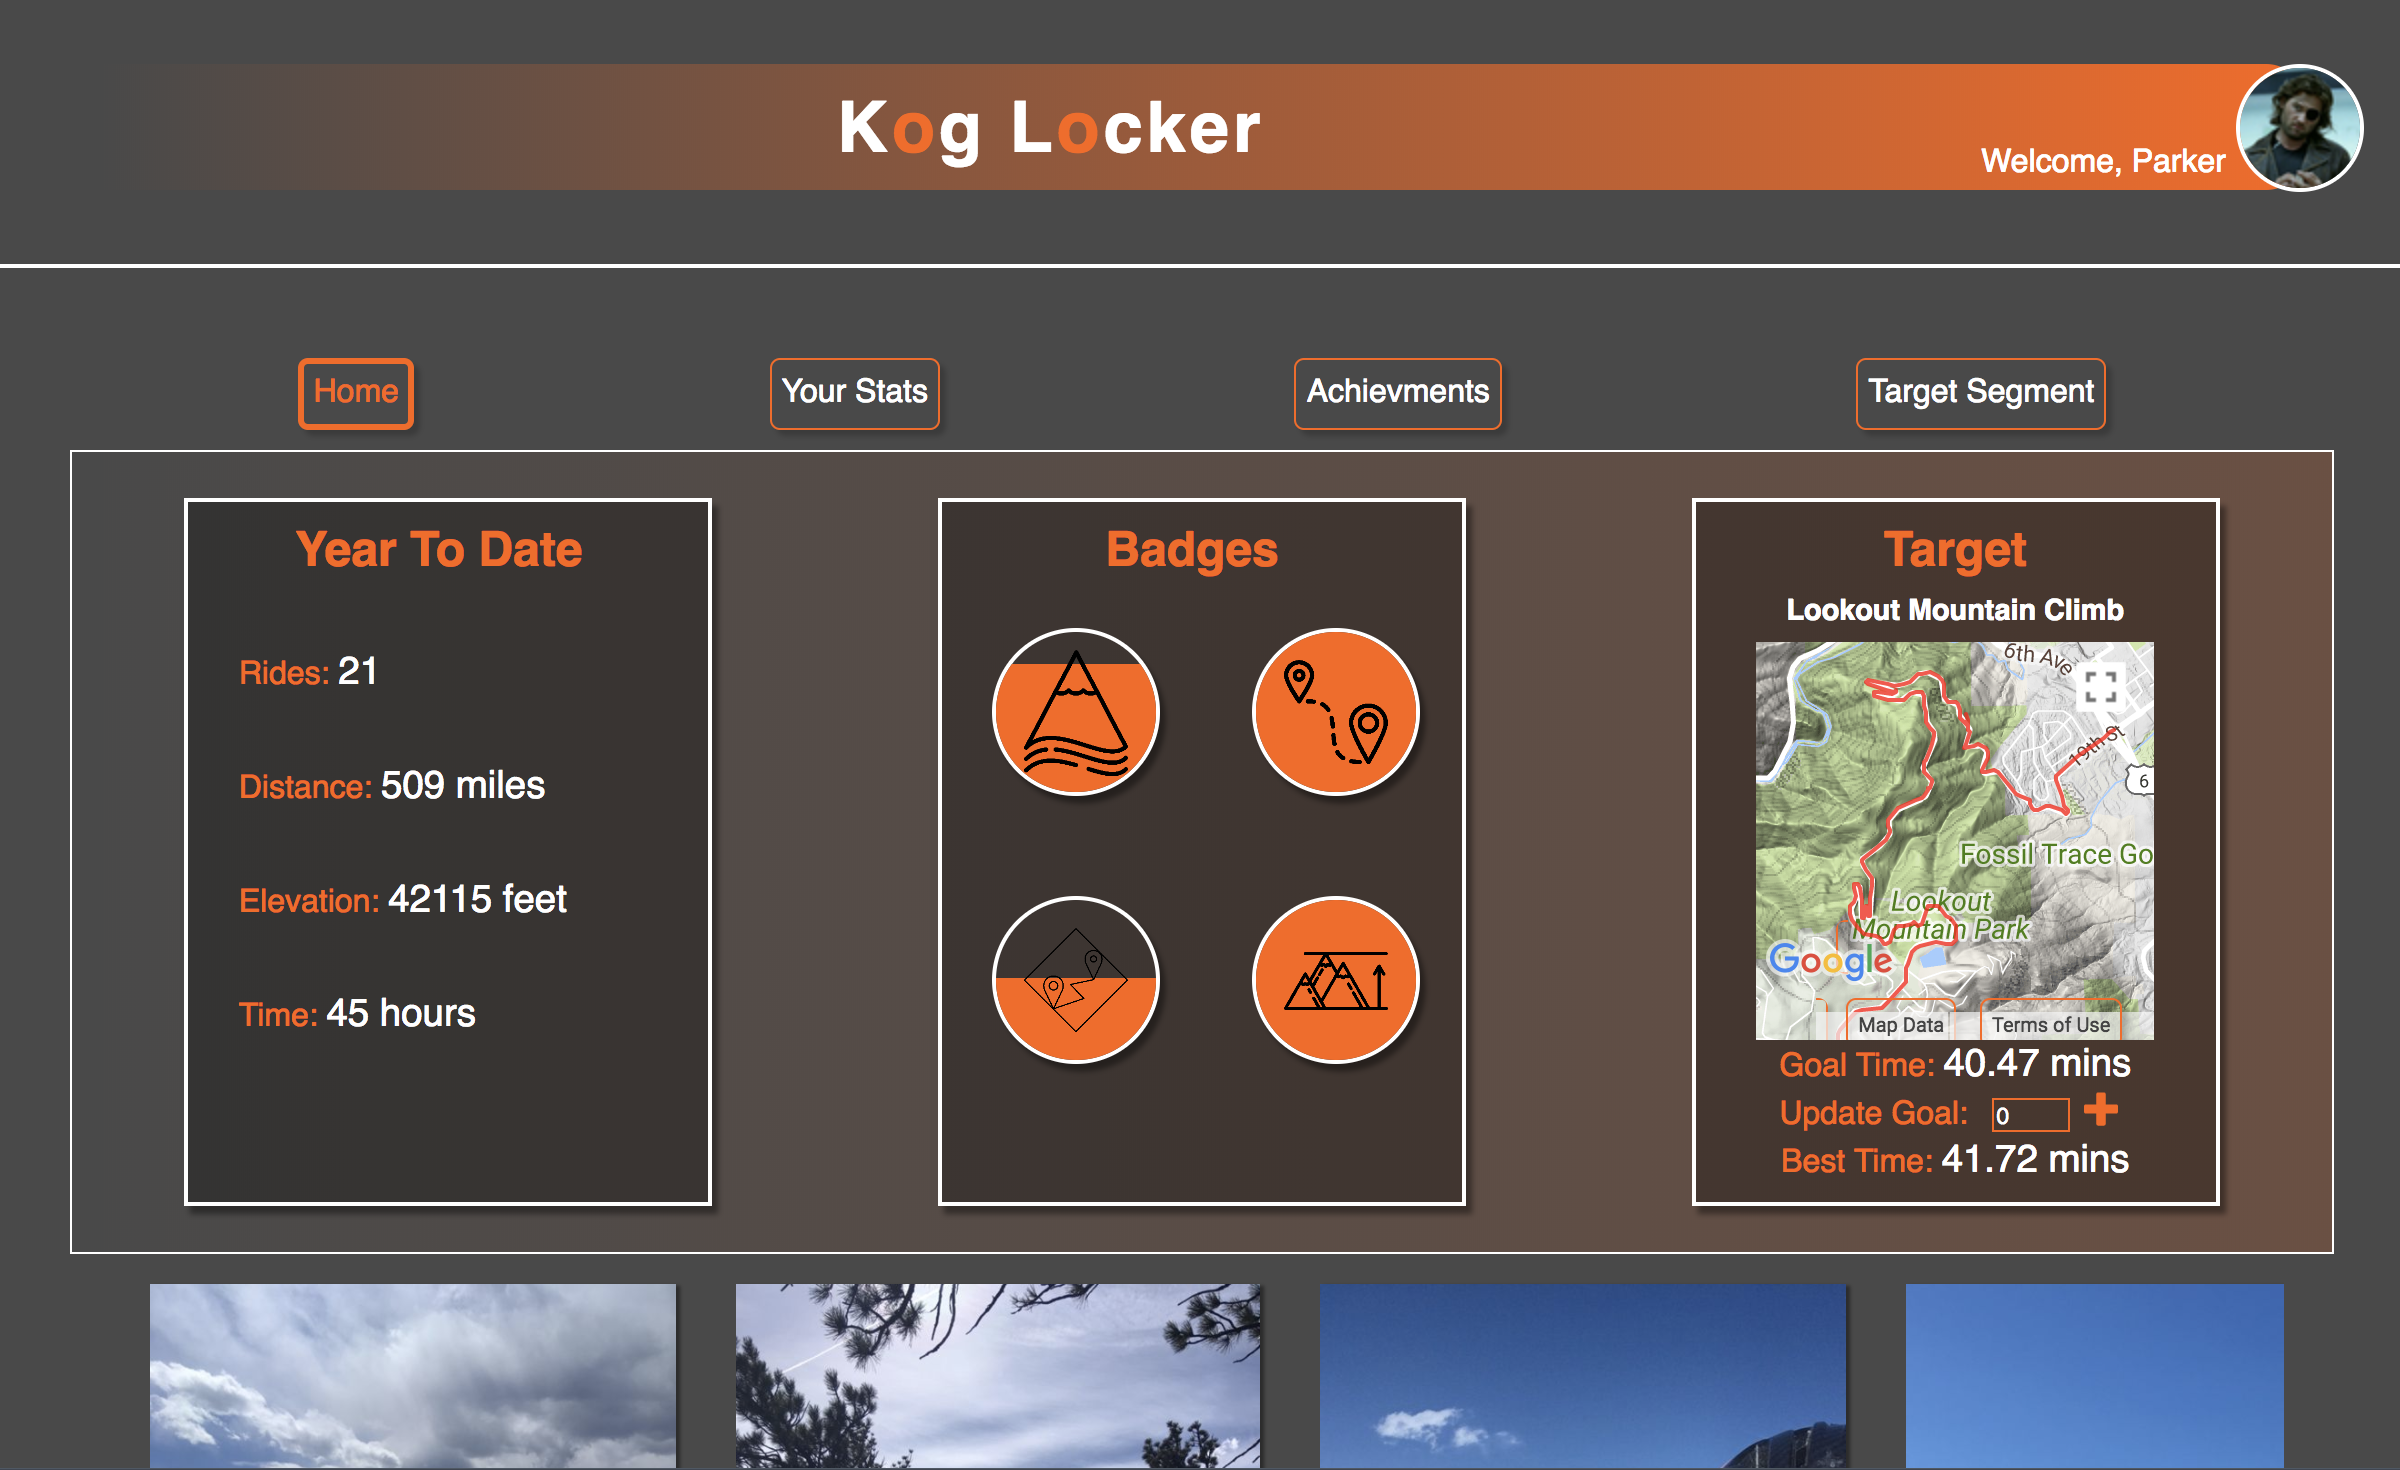 Kog Locker
Welcome, Parker
Home
Your Stats
Achievments
Target Segment
Year To Date
Rides: 21
Distance: 509 miles
Elevation: 42115 feet
Time: 45 hours
Badges
Target
Lookout Mountain Climb
6th Ave
19th St
6
Fossil Trace Go
Lookout
Mountain Park
Google
Map Data
Terms of Use
Goal Time: 40.47 mins
Update Goal: 0
Best Time: 41.72 mins